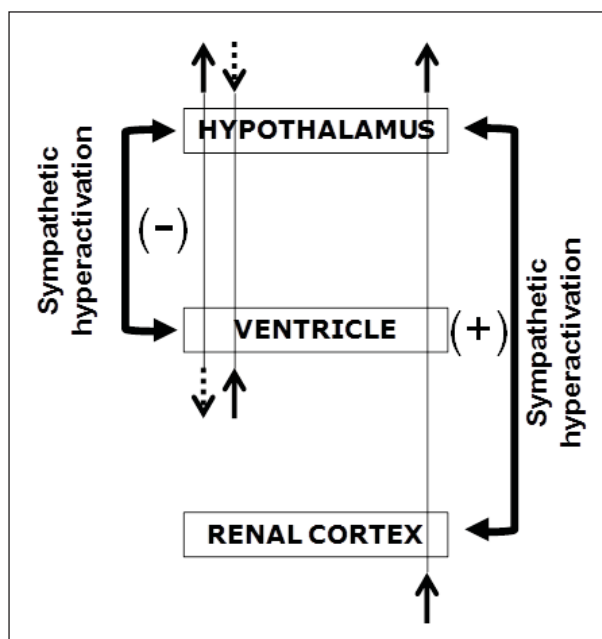 HYPOTHALAMUS
Sympathetic
hyperactivation
(-)
VENTRICLE
(+)
Sympathetic
hyperactivation
RENAL CORTEX